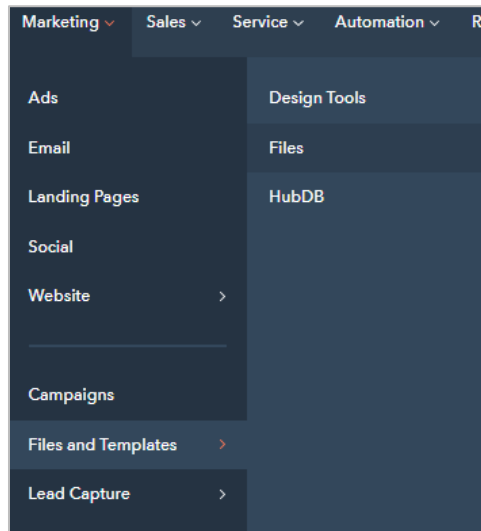 Marketing Sales Service Automation R
Ads
Email
Landing Pages
Social
Website
Campaigns
Files and Templates
Lead Capture
Design Tools
Files
HubDB